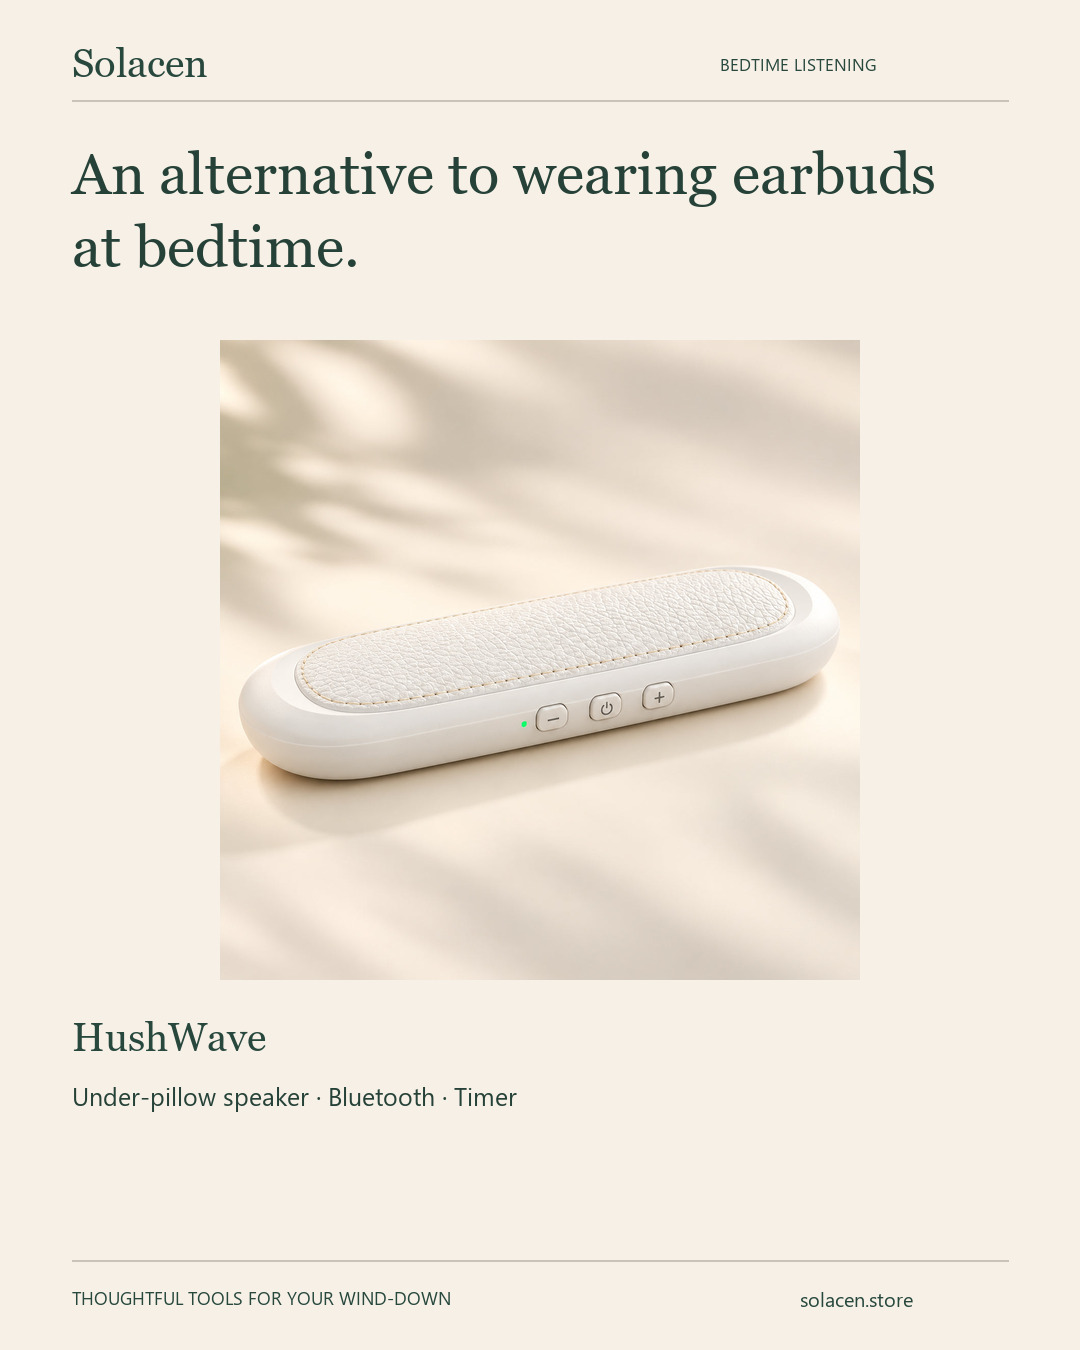 Solacen
BEDTIME LISTENING
An alternative to wearing earbuds
at bedtime.
HushWave
Under-pillow speaker · Bluetooth · Timer
THOUGHTFUL TOOLS FOR YOUR WIND-DOWN
solacen.store